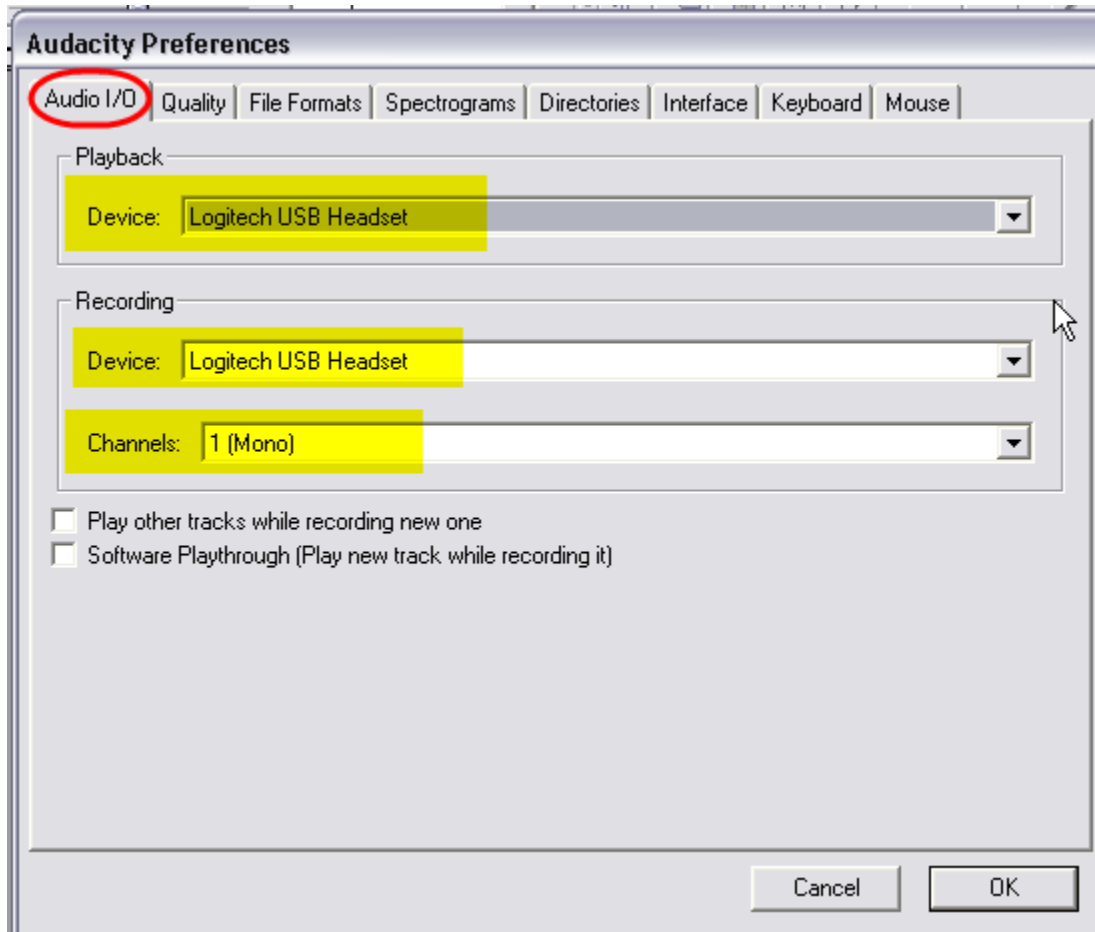 Audacity Preferences
Audio I/O Quality File Formats Spectrograms Directories Interface Keyboard Mouse
Playback
Device: Logitech USB Headset
Recording
Device: Logitech USB Headset
Channels: 1 (Mono)
Play other tracks while recording new one
Software Playthrough (Play new track while recording it)
Cancel OK